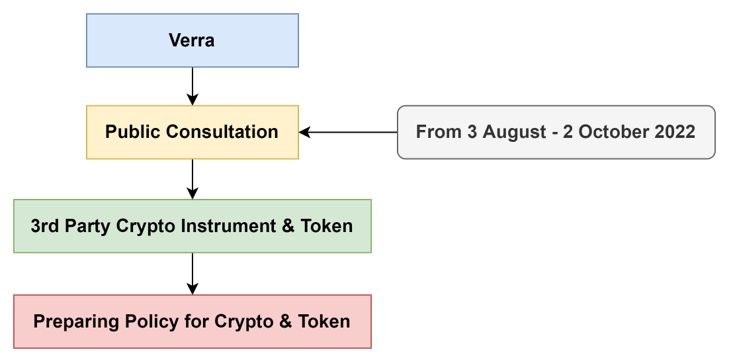 Verra
Public Consultation
From 3 August - 2 October 2022
3rd Party Crypto Instrument & Token
Preparing Policy for Crypto & Token